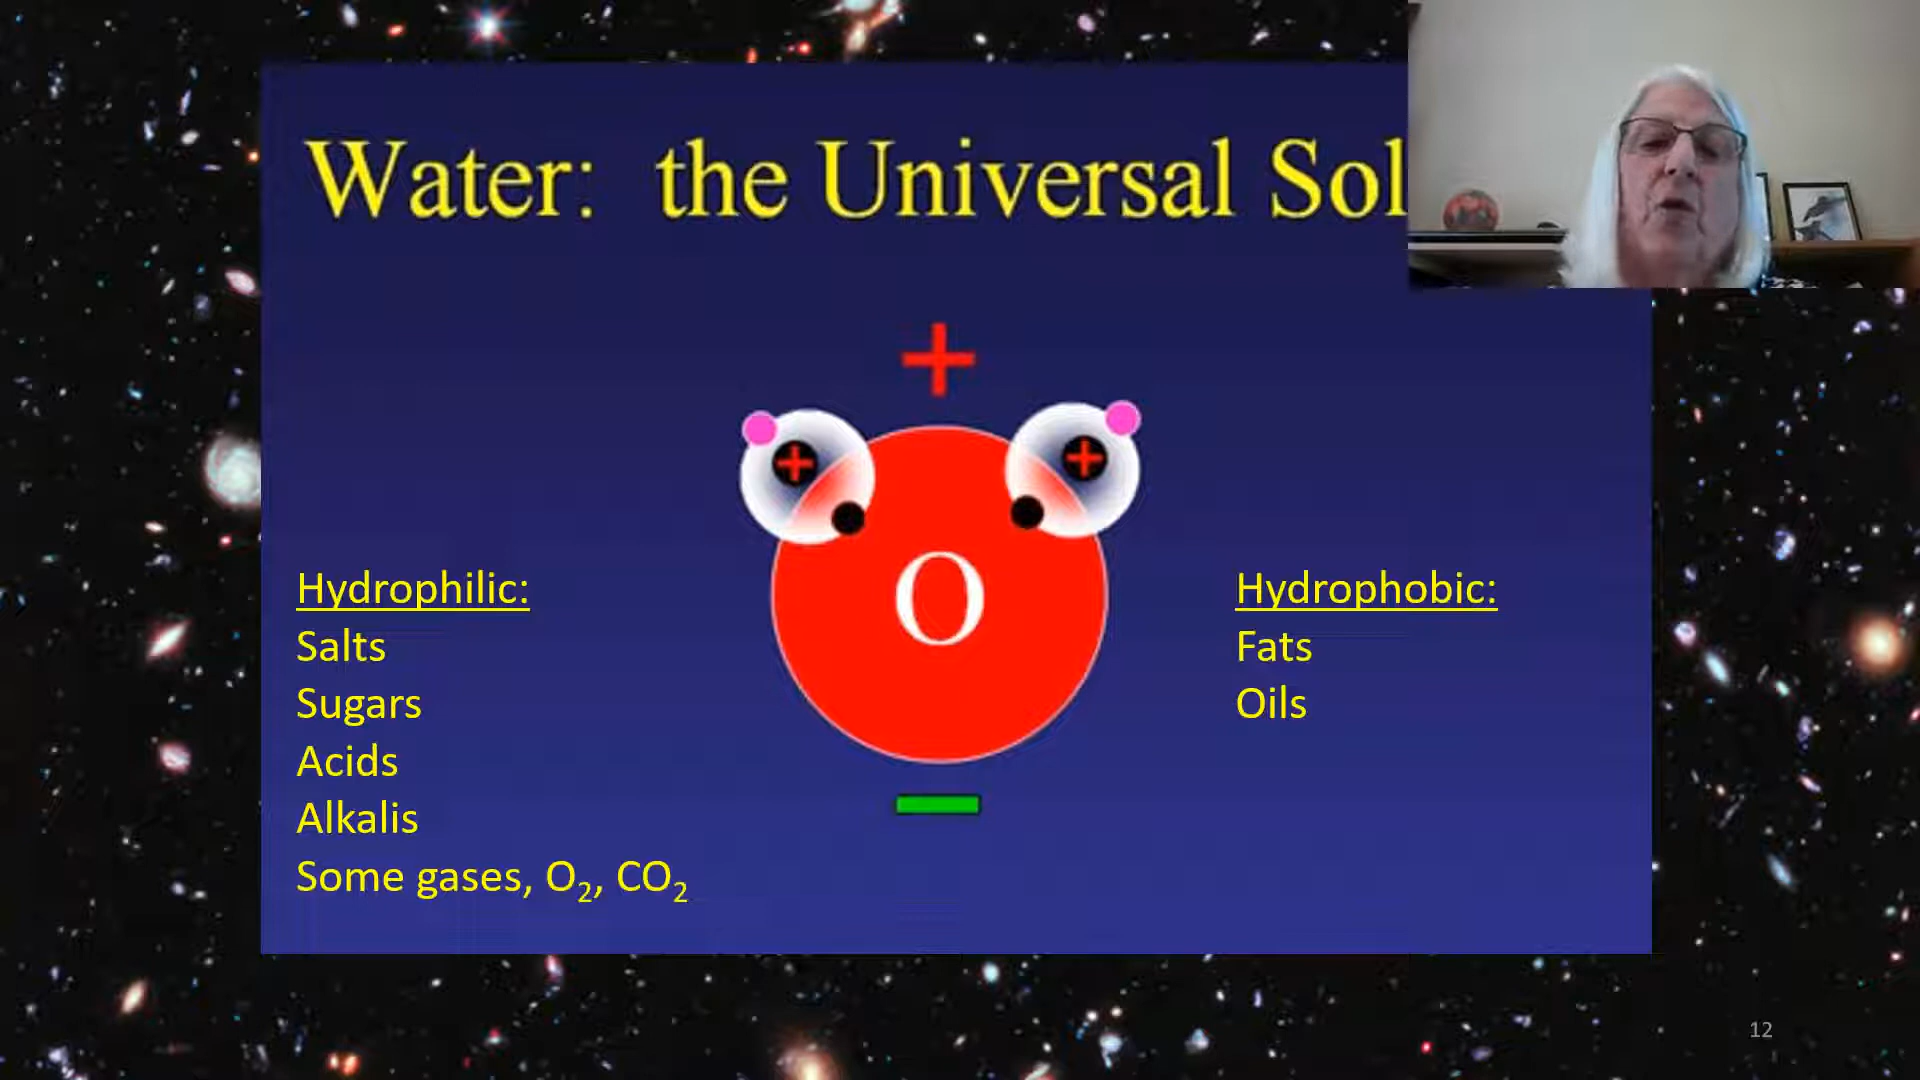 Water: the Universal Sol
+
+ +
O
Hydrophilic:
Salts
Sugars
Acids
Alkalis
Some gases, O₂, CO₂
Hydrophobic:
Fats
Oils
12